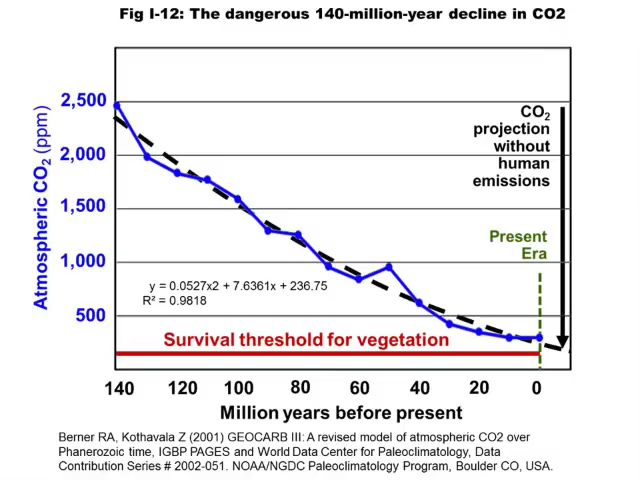 Fig I-12: The dangerous 140-million-year decline in CO2
2,500
2,000
1,500
1,000
500
Atmospheric CO₂ (ppm)
CO₂
projection
without
human
emissions
Present
Era
y = 0.0527x2 + 7.6361x + 236.75
R² = 0.9818
Survival threshold for vegetation
140 120 100 80 60 40 20 0
Million years before present
Berner RA, Kothavala Z (2001) GEOCARB III: A revised model of atmospheric CO2 over
Phanerozoic time, IGBP PAGES and World Data Center for Paleoclimatology, Data
Contribution Series # 2002-051. NOAA/NGDC Paleoclimatology Program, Boulder CO, USA.